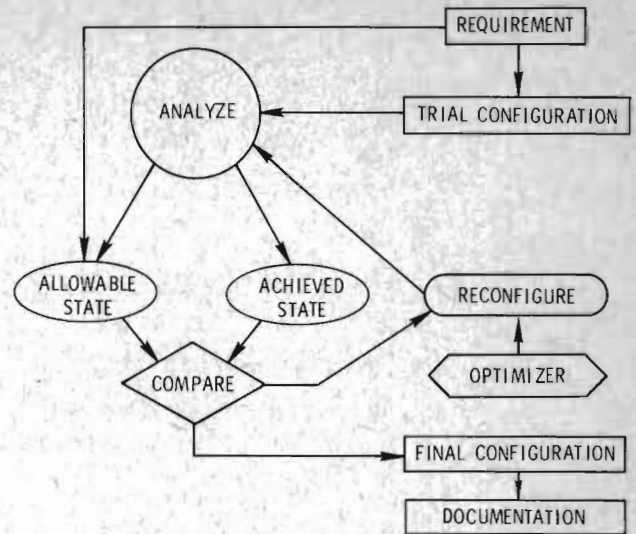 REQUIREMENT
ANALYZE
TRIAL CONFIGURATION
ALLOWABLE
STATE
ACHIEVED
STATE
RECONFIGURE
COMPARE
OPTIMIZER
FINAL CONFIGURATION
DOCUMENTATION